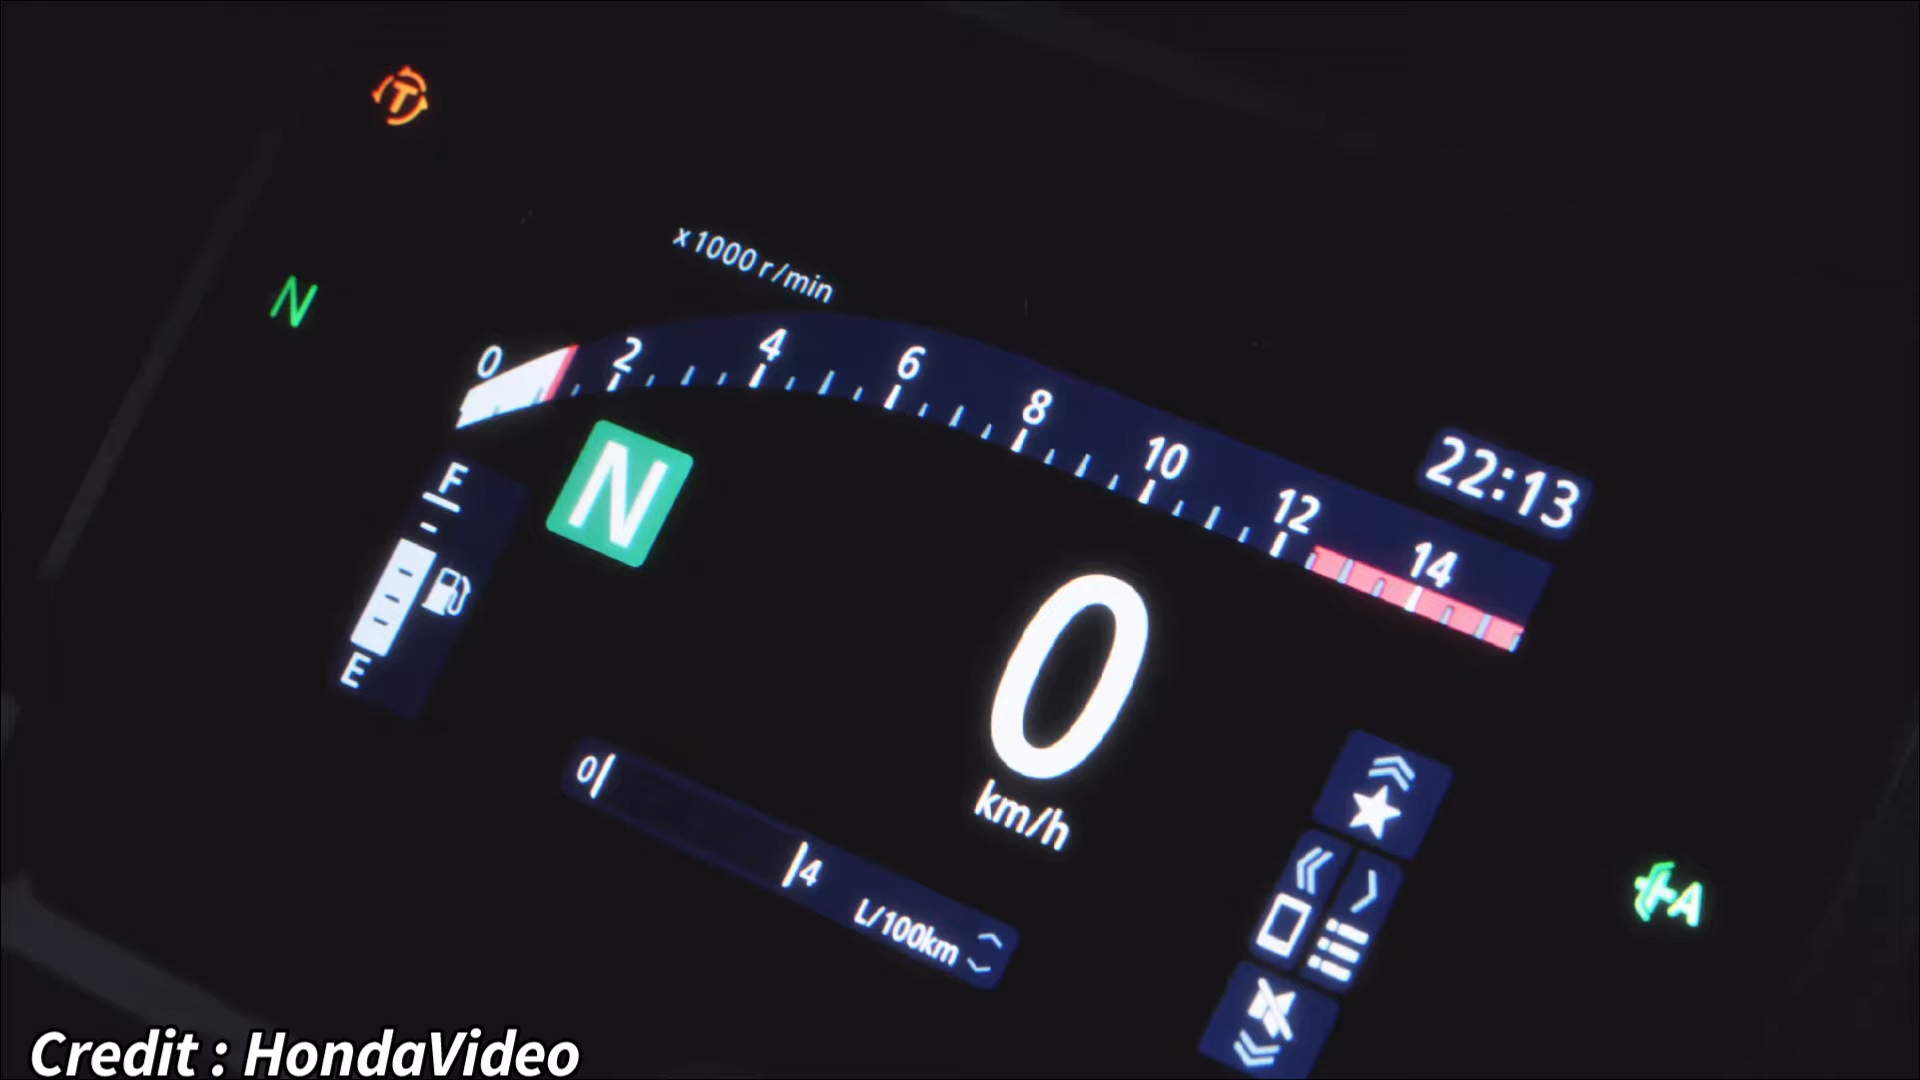 T
x1000 r/min
N
0 2 4 6 8 10 12 14
22:13
F
N
E
0
km/h
0 4
L/100km
A
Credit : HondaVideo